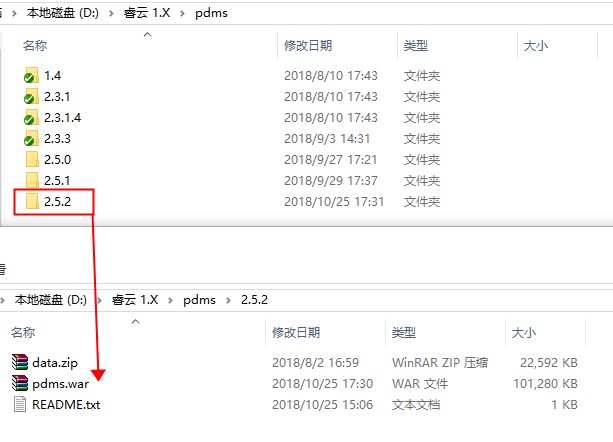 本地磁盘 (D:) > 睿云 1.X > pdms
名称 修改日期 类型 大小
1.4 2018/8/10 17:43 文件夹
2.3.1 2018/8/10 17:43 文件夹
2.3.1.4 2018/8/10 17:43 文件夹
2.3.3 2018/9/3 14:31 文件夹
2.5.0 2018/9/27 17:21 文件夹
2.5.1 2018/9/29 17:37 文件夹
2.5.2 2018/10/25 17:31 文件夹
本地磁盘 (D:) > 睿云 1.X > pdms > 2.5.2
名称 修改日期 类型 大小
data.zip 2018/8/2 16:59 WinRAR ZIP 压缩 22,592 KB
pdms.war 2018/10/25 17:30 WAR 文件 101,280 KB
README.txt 2018/10/25 15:06 文本文档 1 KB